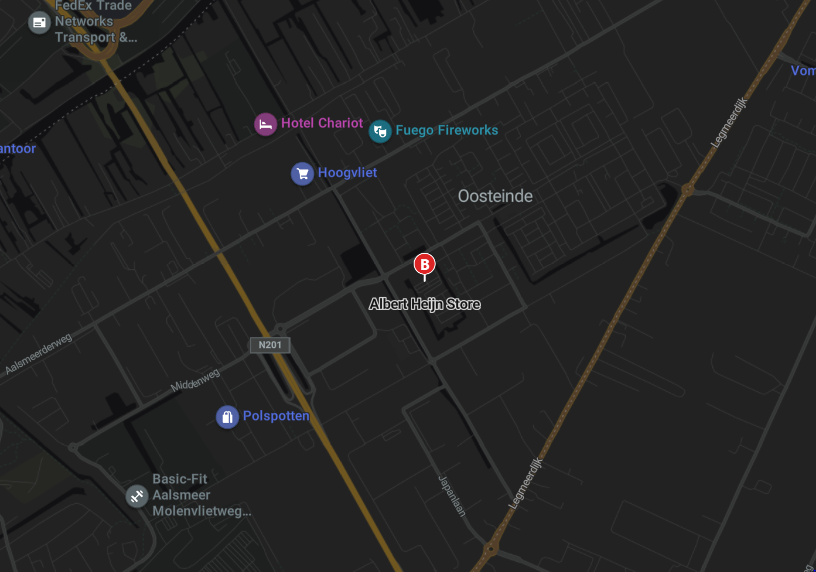 FedEx Trade
Networks
Transport &...
Vom
Legmeerdijk
Hotel Chariot
Fuego Fireworks
antoor
Hoogvliet
Oosteinde
B
Albert Heijn Store
Aalsmeerderweg
N201
Middenweg
Polspotten
Basic-Fit
Aalsmeer
Molenvlietweg...
Japanlaan
Legmeerdijk